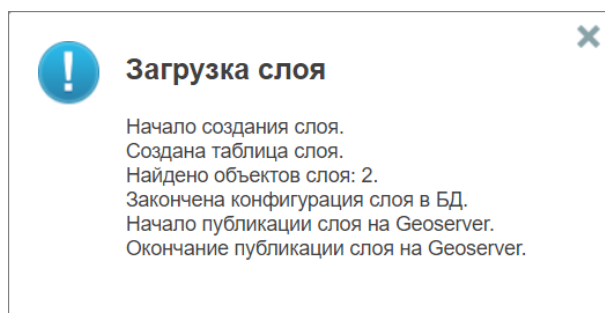 Загрузка слоя
Начало создания слоя.
Создана таблица слоя.
Найдено объектов слоя: 2.
Закончена конфигурация слоя в БД.
Начало публикации слоя на Geoserver.
Окончание публикации слоя на Geoserver.